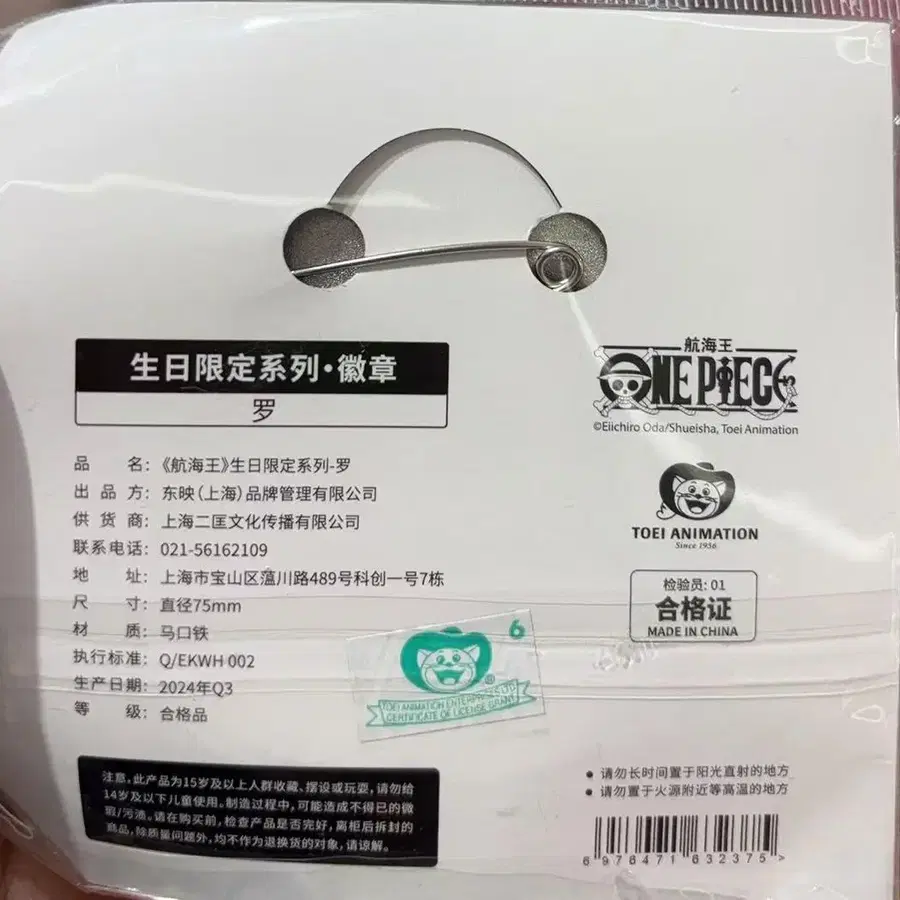 生日限定系列·徽章
罗
品名：《航海王》生日限定系列-罗
出品方：东映（上海）品牌管理有限公司
供货商：上海二匡文化传播有限公司
联系电话：021-56162109
地址：上海市宝山区蕰川路489号科创一号7栋
尺寸：直径75mm
材质：马口铁
执行标准：Q/EKWH 002
生产日期：2024年Q3
等级：合格品
航海王
ONE PIECE
©Eiichiro Oda/Shueisha, Toei Animation
TOEI ANIMATION
Since 1956
检验员：01
合格证
MADE IN CHINA
6
®
TOEI ANIMATION ENTERPRISES LTD
CERTIFICATE OF LICENSE GRANT
注意，此产品为15岁及以上人群收藏、摆设或玩耍，请勿给
14岁及以下儿童使用。制造过程中，可能造成不得已的微
瑕/污渍。请在购买前，检查产品是否完好，离柜后拆封的
商品，除质量问题外，均不作为退换货的对象，请谅解。
• 请勿长时间置于阳光直射的地方
• 请勿置于火源附近等高温的地方
6 976471 632375 >